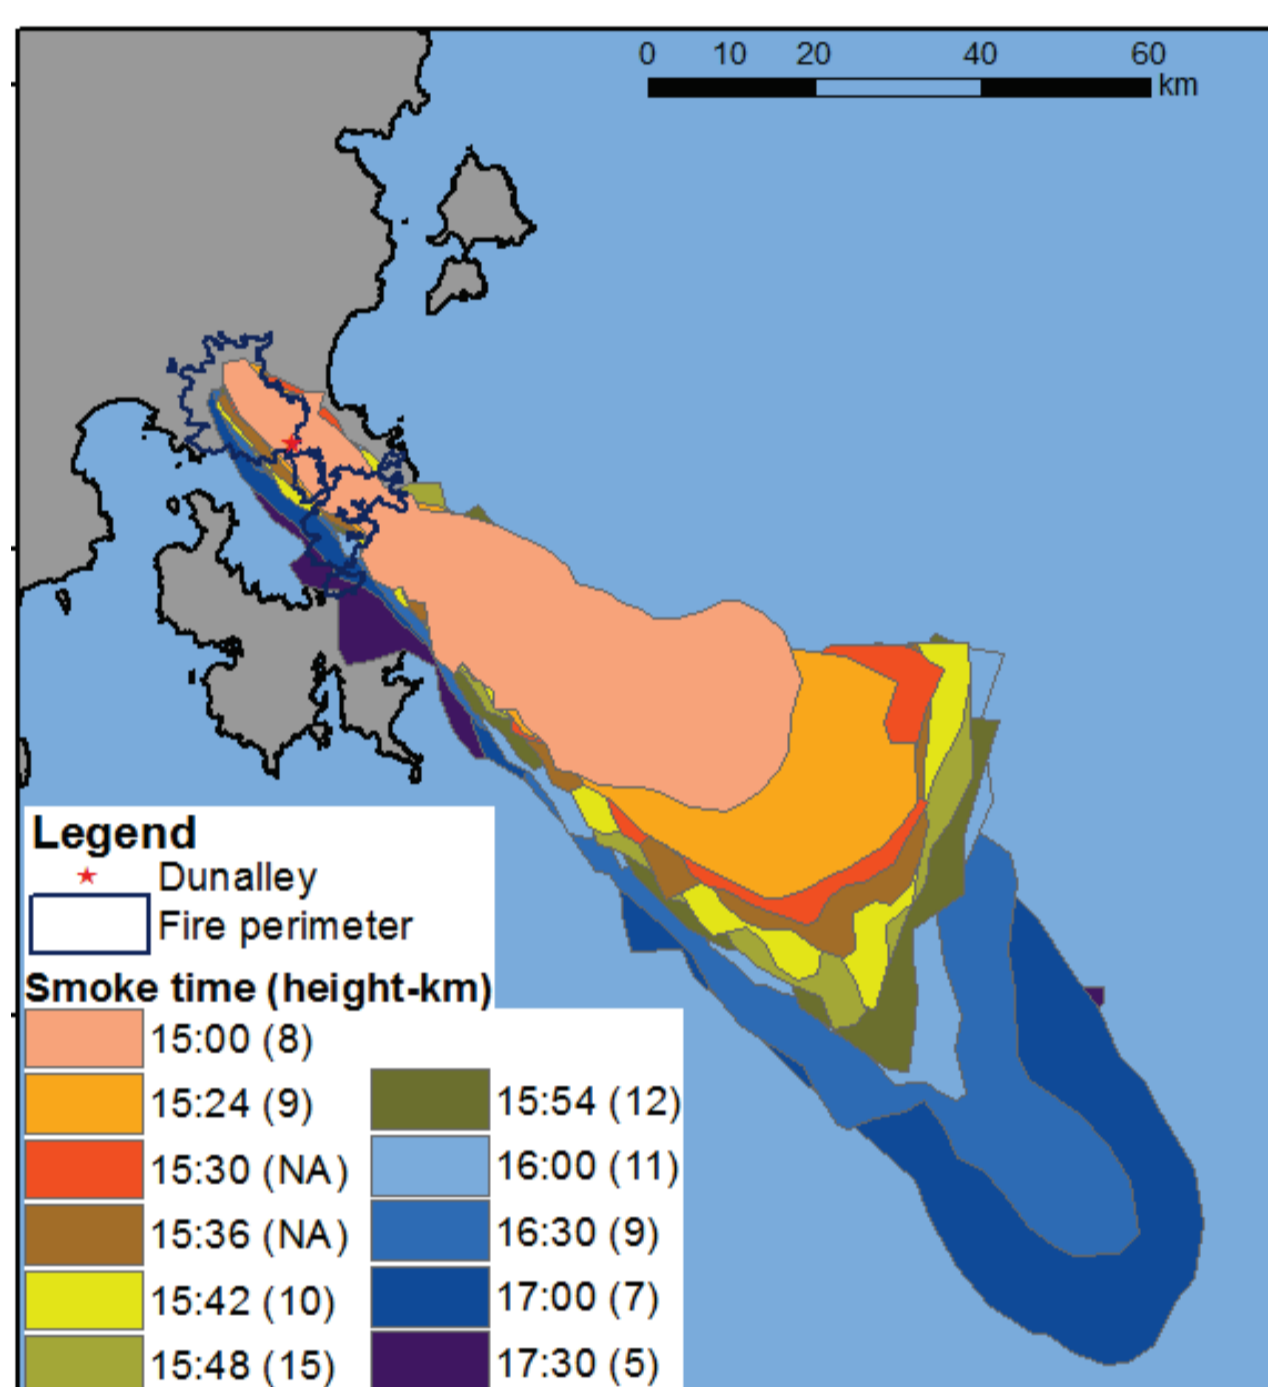 0 10 20 40 60
km
Legend
Dunalley
Fire perimeter
Smoke time (height-km)
15:00 (8)
15:24 (9)
15:30 (NA)
15:36 (NA)
15:42 (10)
15:48 (15)
15:54 (12)
16:00 (11)
16:30 (9)
17:00 (7)
17:30 (5)